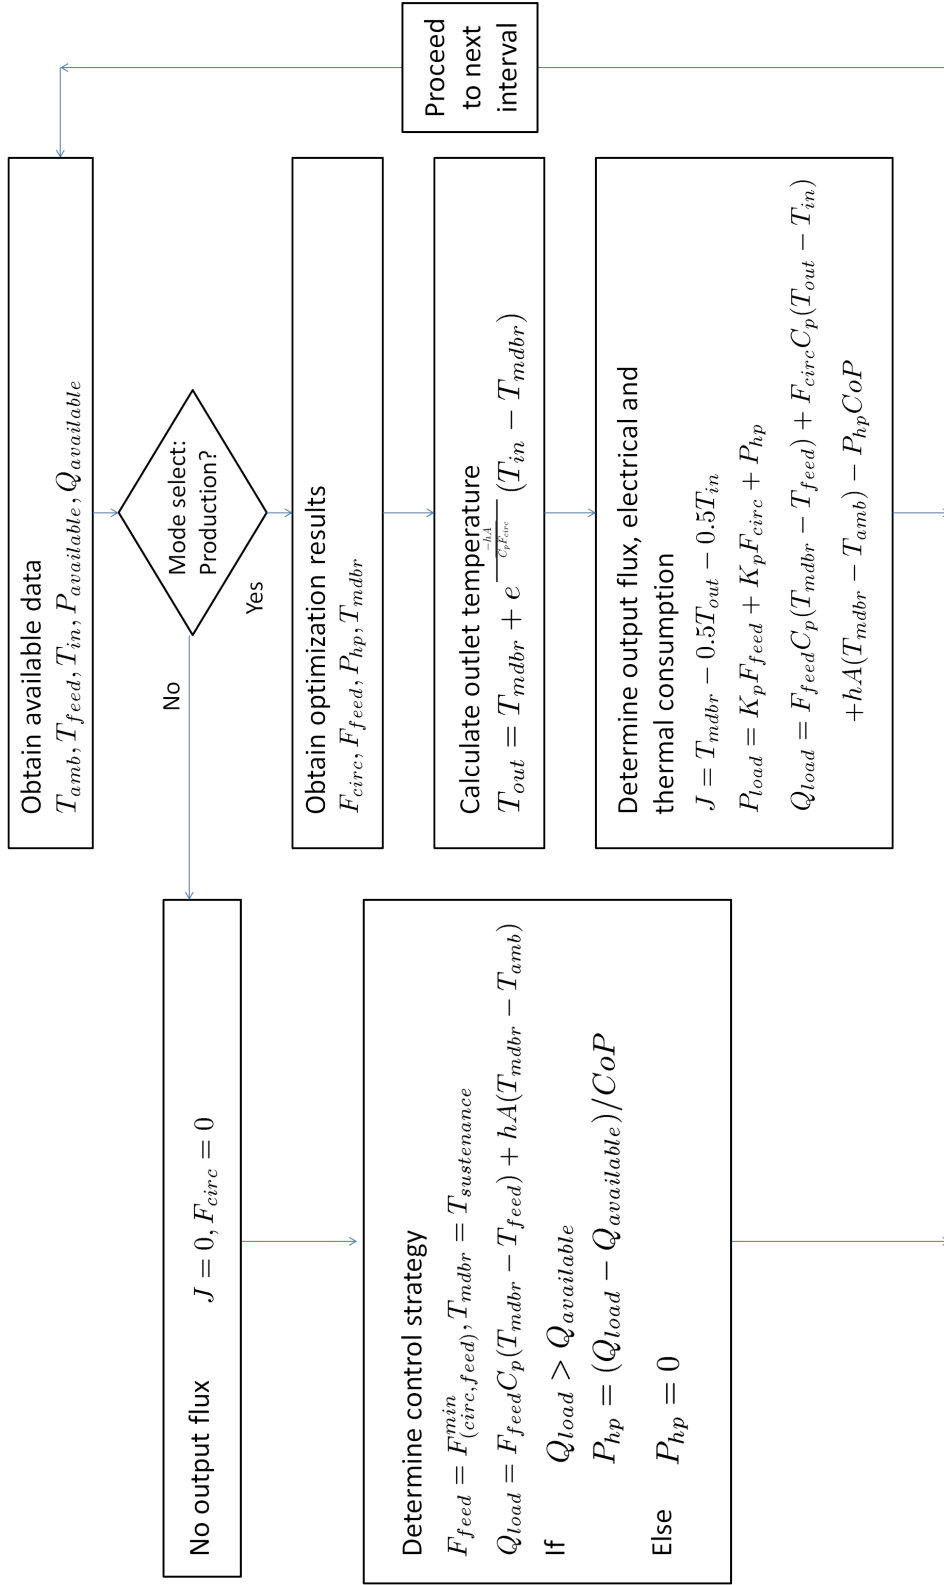 Obtain available data
T_{amb}, T_{feed}, T_{in}, P_{available}, Q_{available}
Mode select:
Production?
No
Yes
No output flux J = 0, F_{circ} = 0
Determine control strategy
F_{feed} = F^{min}_{(circ,feed)}, T_{mdbr} = T_{sustenance}
Q_{load} = F_{feed}C_p(T_{mdbr} − T_{feed}) + hA(T_{mdbr} − T_{amb})
If
Q_{load} > Q_{available}
P_{hp} = (Q_{load} − Q_{available})/CoP
Else P_{hp} = 0
Obtain optimization results
F_{circ}, F_{feed}, P_{hp}, T_{mdbr}
Calculate outlet temperature
T_{out} = T_{mdbr} + e^{\frac{-hA}{C_pF_{circ}}}(T_{in} − T_{mdbr})
Determine output flux, electrical and
thermal consumption
J = T_{mdbr} − 0.5T_{out} − 0.5T_{in}
P_{load} = K_pF_{feed} + K_pF_{circ} + P_{hp}
Q_{load} = F_{feed}C_p(T_{mdbr} − T_{feed}) + F_{circ}C_p(T_{out} − T_{in})
+hA(T_{mdbr} − T_{amb}) − P_{hp}CoP
Proceed
to next
interval